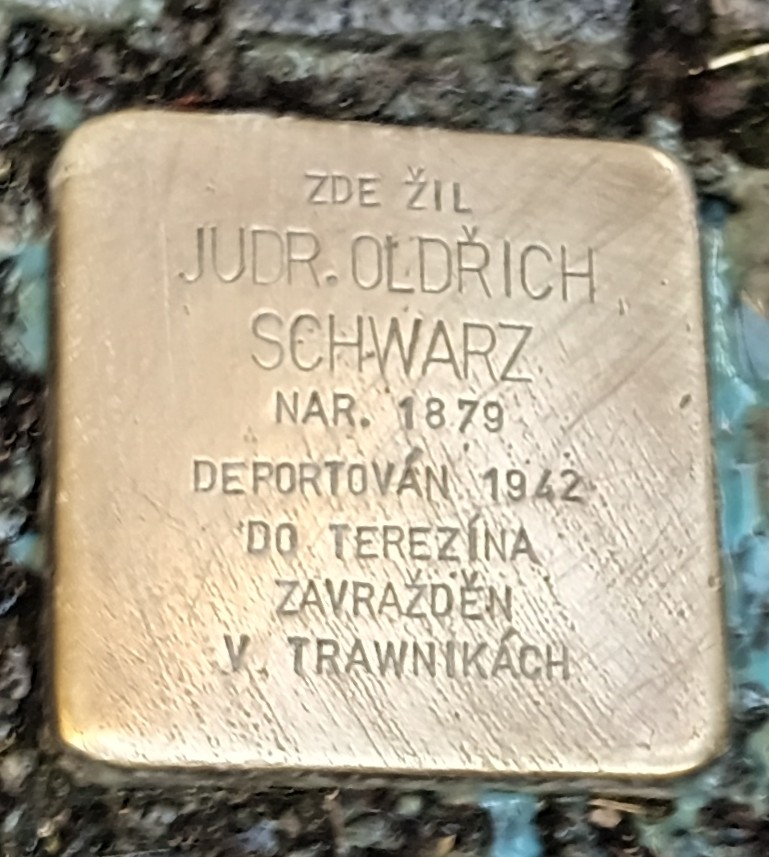 ZDE ŽIL
JUDR. OLDŘICH
SCHWARZ
NAR. 1879
DEPORTOVÁN 1942
DO TEREZÍNA
ZAVRAŽDĚN
V TRAWNIKÁCH